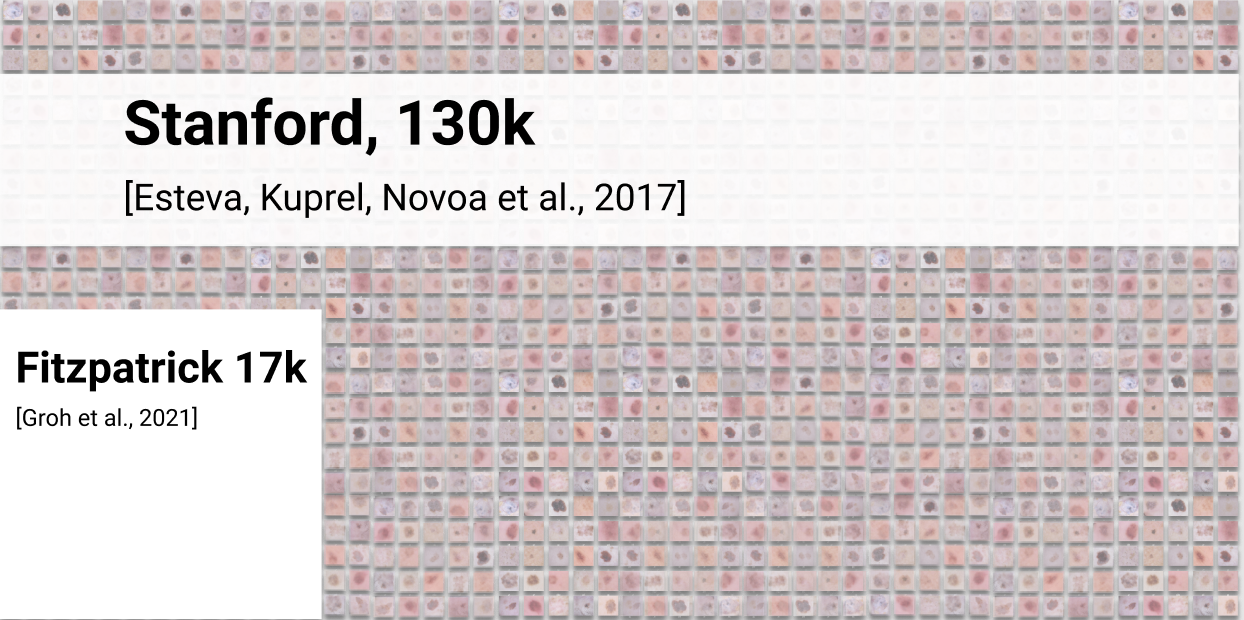 Stanford, 130k
[Esteva, Kuprel, Novoa et al., 2017]
Fitzpatrick 17k
[Groh et al., 2021]